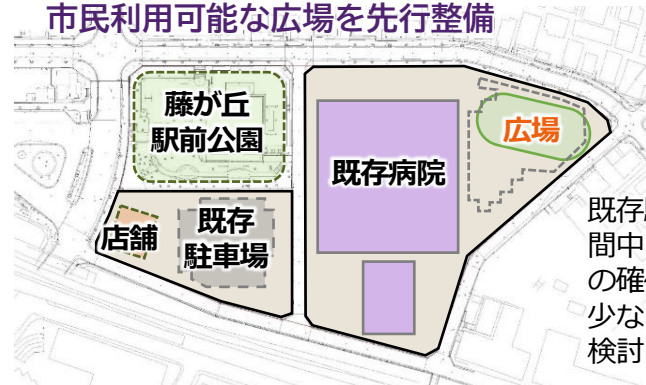 市民利用可能な広場を先行整備
藤が丘
駅前公園
広場
既存病院
店舗
既存
駐車場
既存
間中
の確
少な
検討